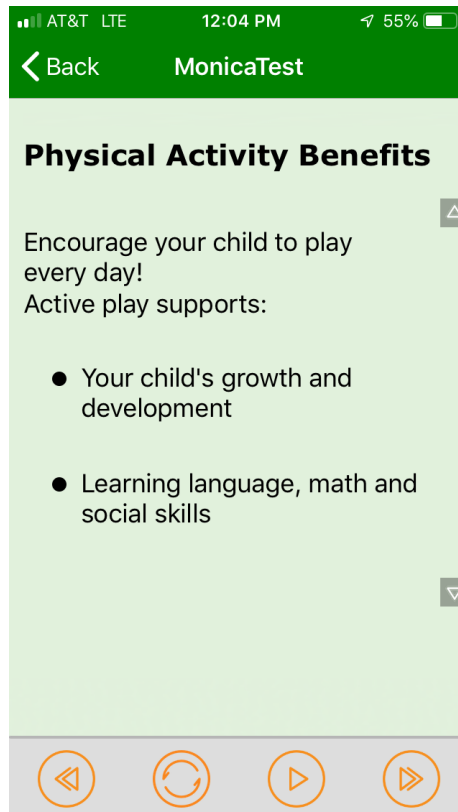 AT&T LTE 12:04 PM 55%
Back MonicaTest
Physical Activity Benefits
Encourage your child to play
every day!
Active play supports:
● Your child's growth and
development
● Learning language, math and
social skills